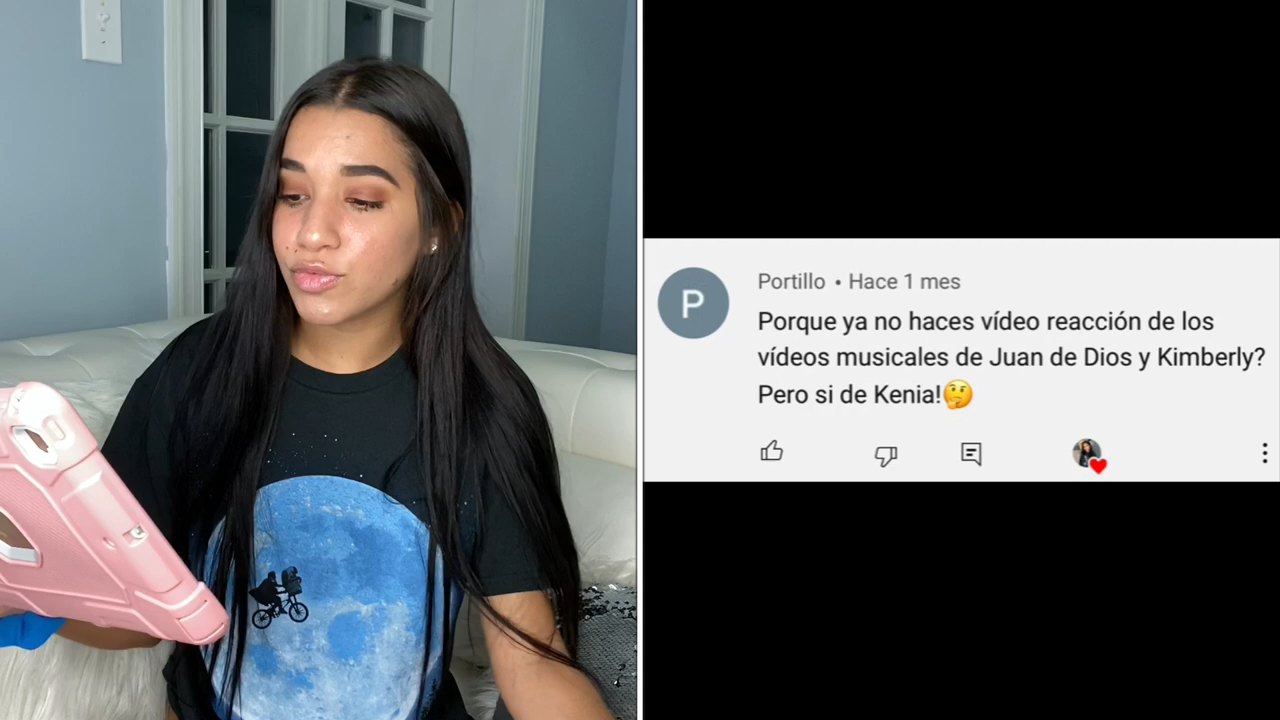 P
Portillo • Hace 1 mes
Porque ya no haces vídeo reacción de los
vídeos musicales de Juan de Dios y Kimberly?
Pero si de Kenia!🤔